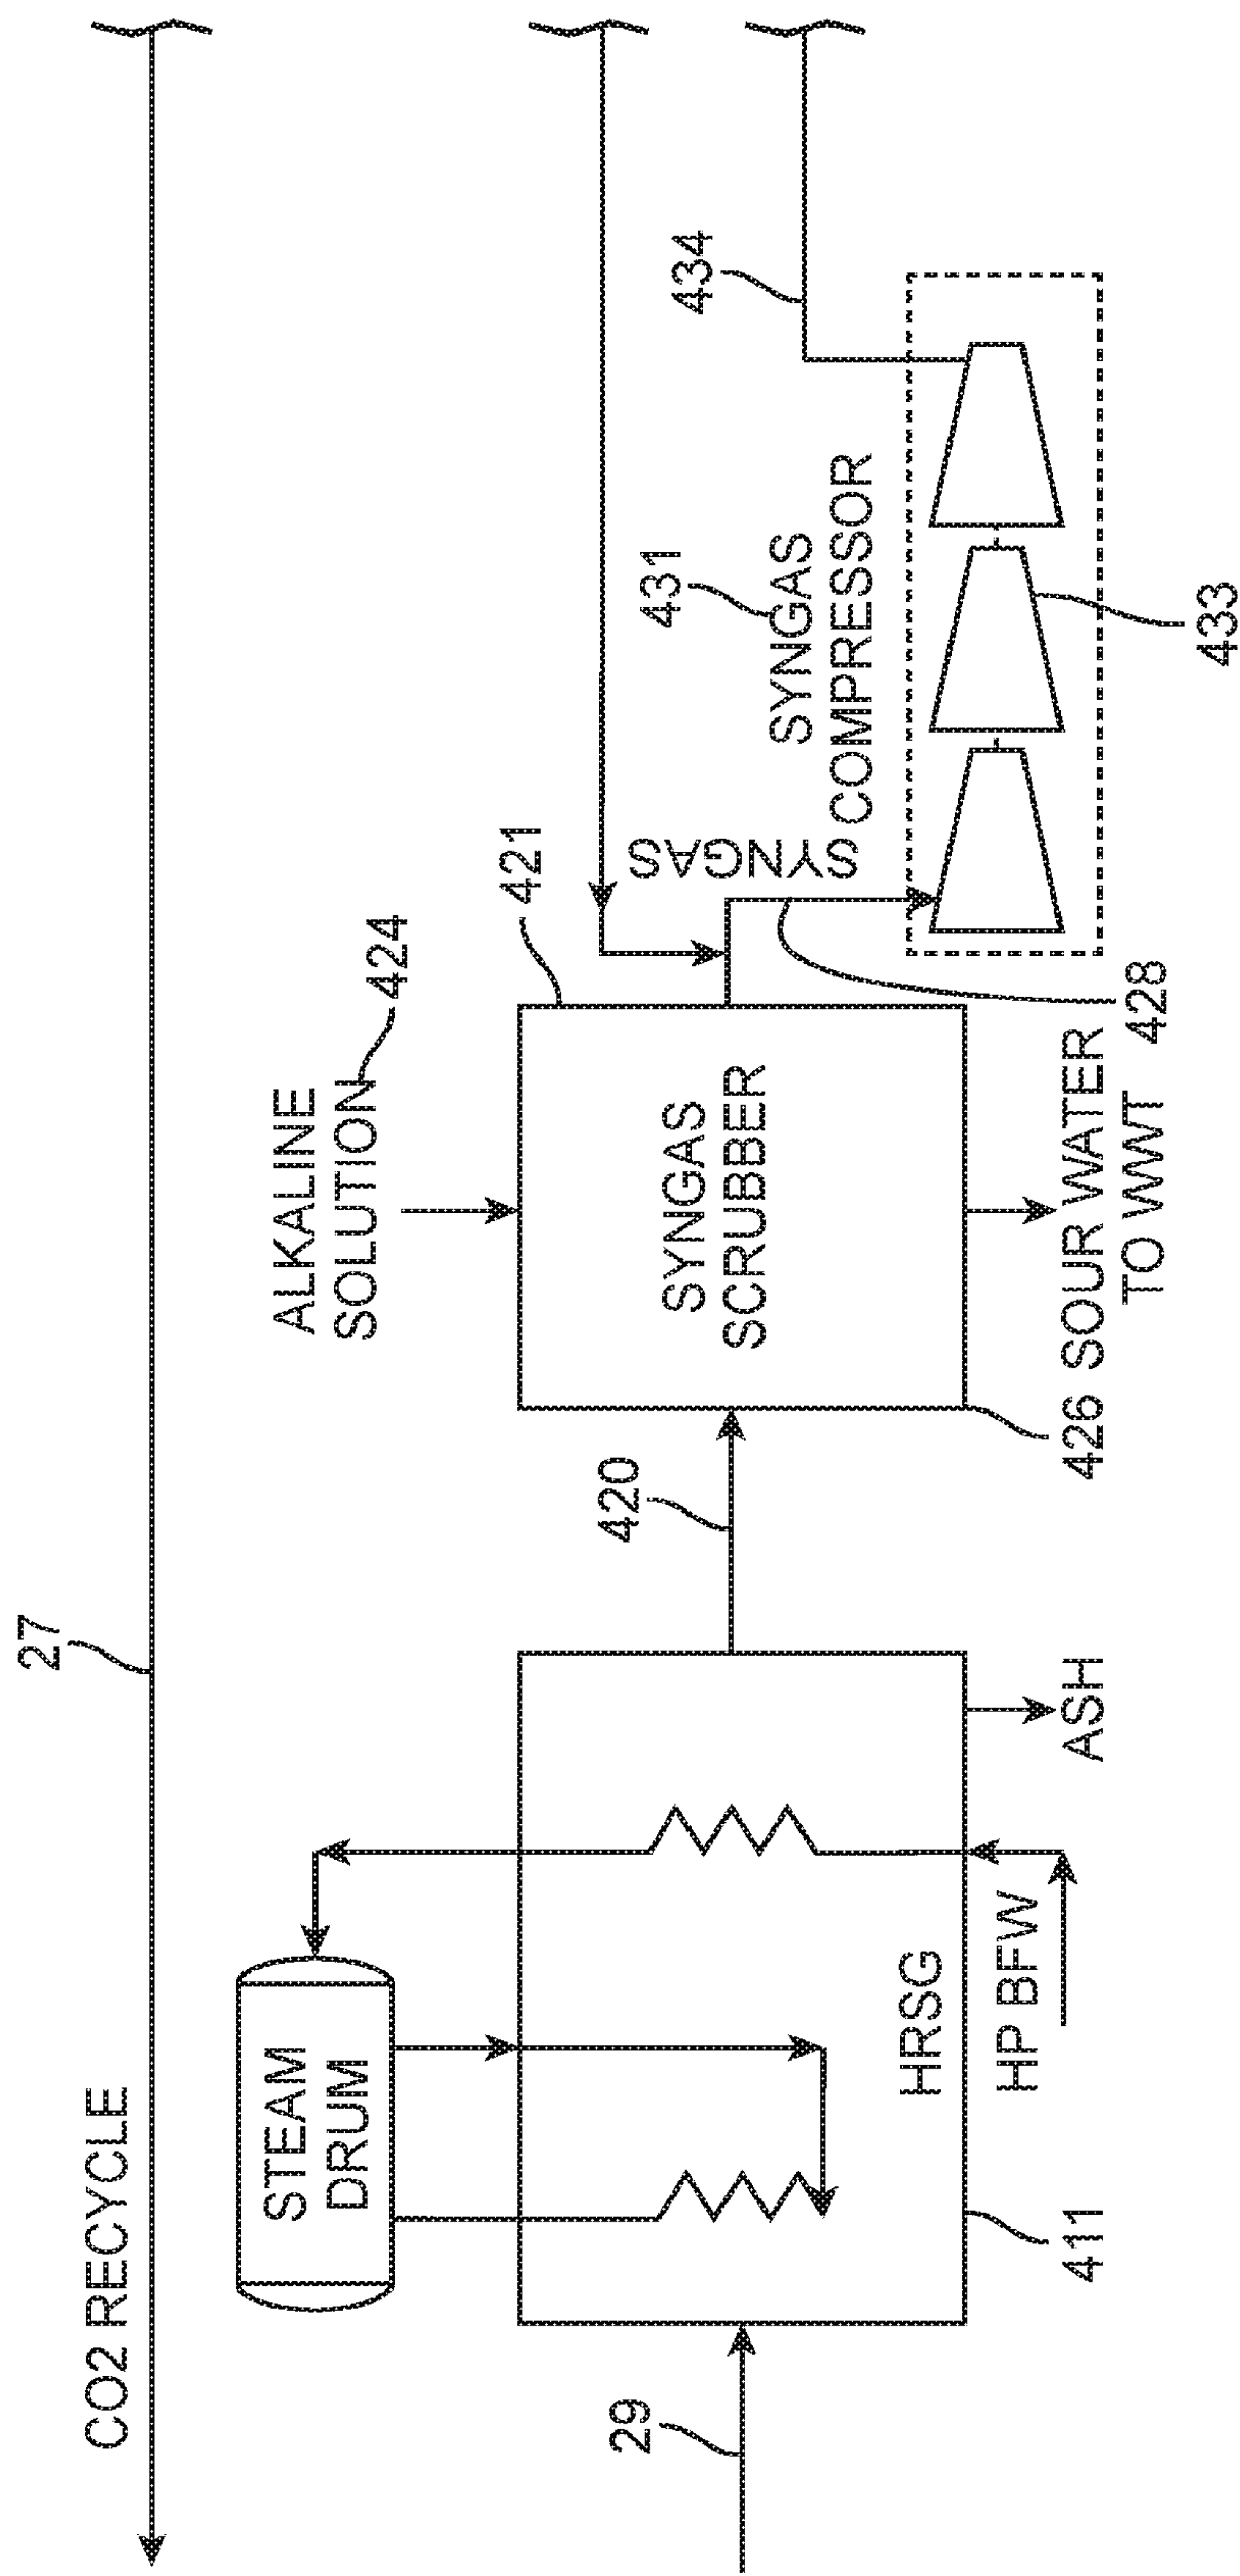 CO2 RECYCLE
27
ALKALINE
SOLUTION
424
STEAM
DRUM
421
434
431
29
420
SYNGAS
SCRUBBER
SYNGAS
SYNGAS
COMPRESSOR
HRSG
HP BFW
411
ASH
426
SOUR WATER
TO WWT
428
433